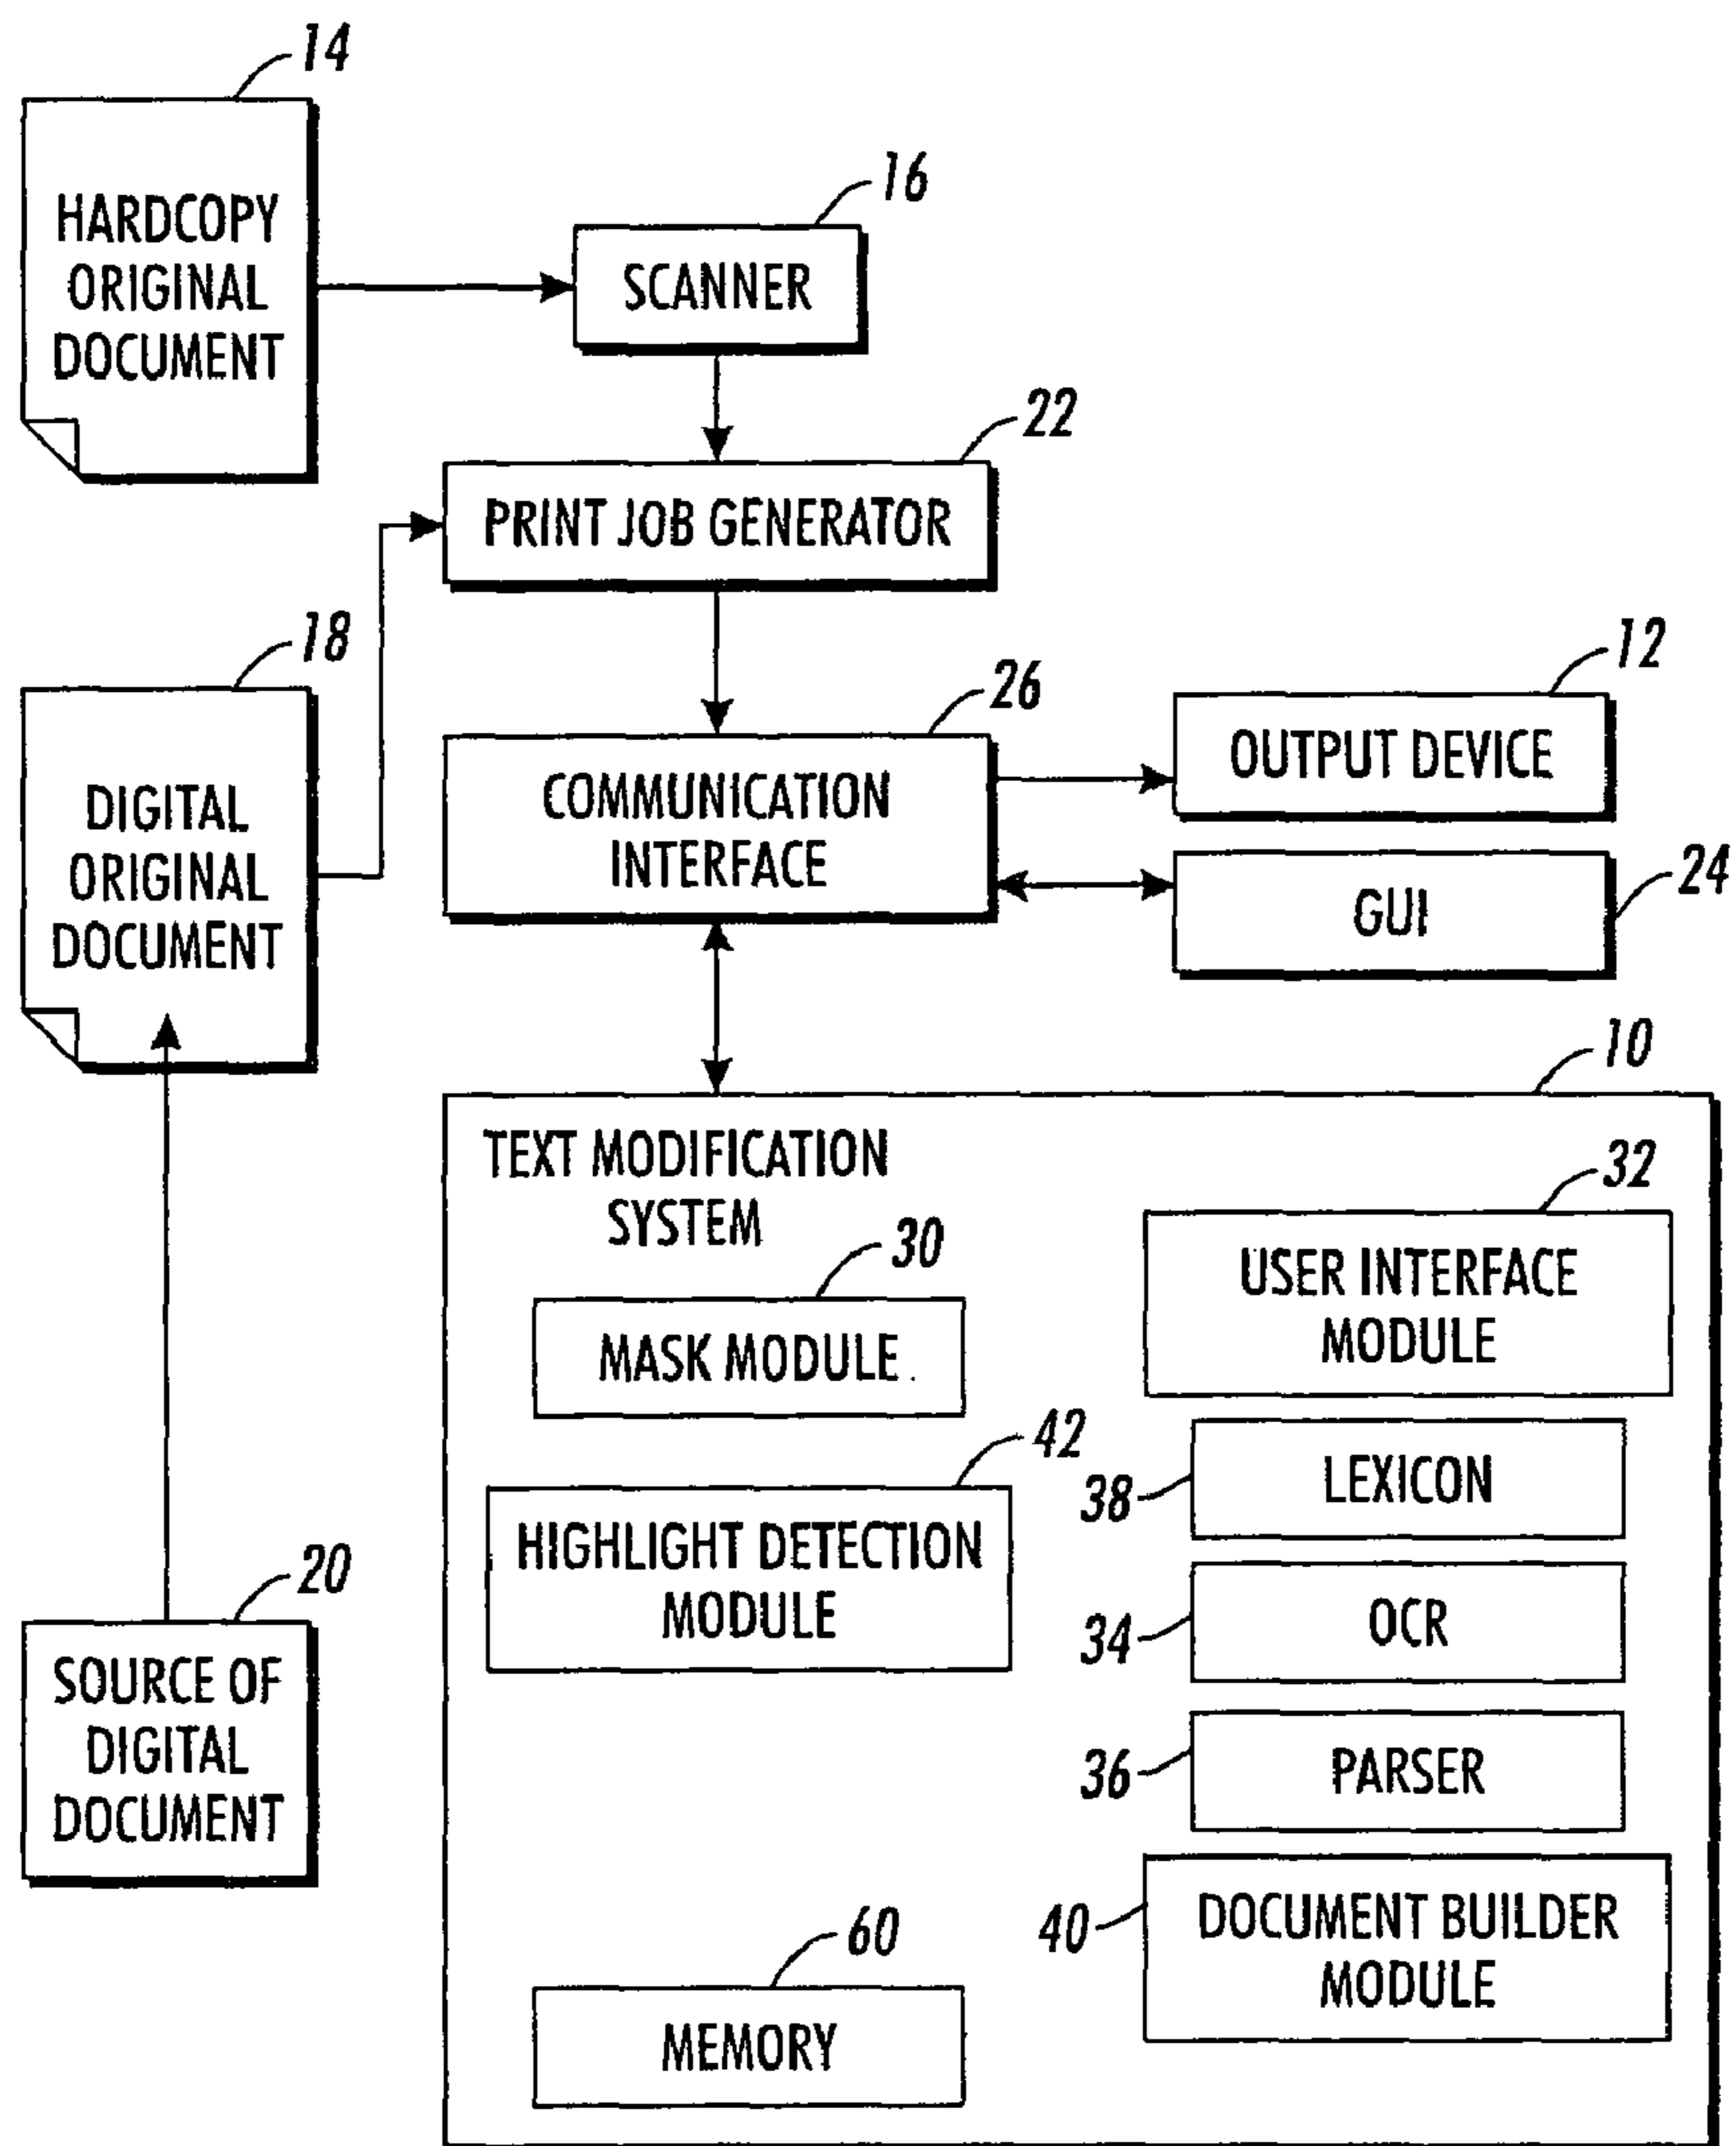 14
HARDCOPY
ORIGINAL
DOCUMENT
16
SCANNER
22
PRINT JOB GENERATOR
18
DIGITAL
ORIGINAL
DOCUMENT
26
COMMUNICATION
INTERFACE
12
OUTPUT DEVICE
24
GUI
20
SOURCE OF
DIGITAL
DOCUMENT
10
TEXT MODIFICATION
SYSTEM
30
MASK MODULE
42
HIGHLIGHT DETECTION
MODULE
60
MEMORY
32
USER INTERFACE
MODULE
38
LEXICON
34
OCR
36
PARSER
40
DOCUMENT BUILDER
MODULE